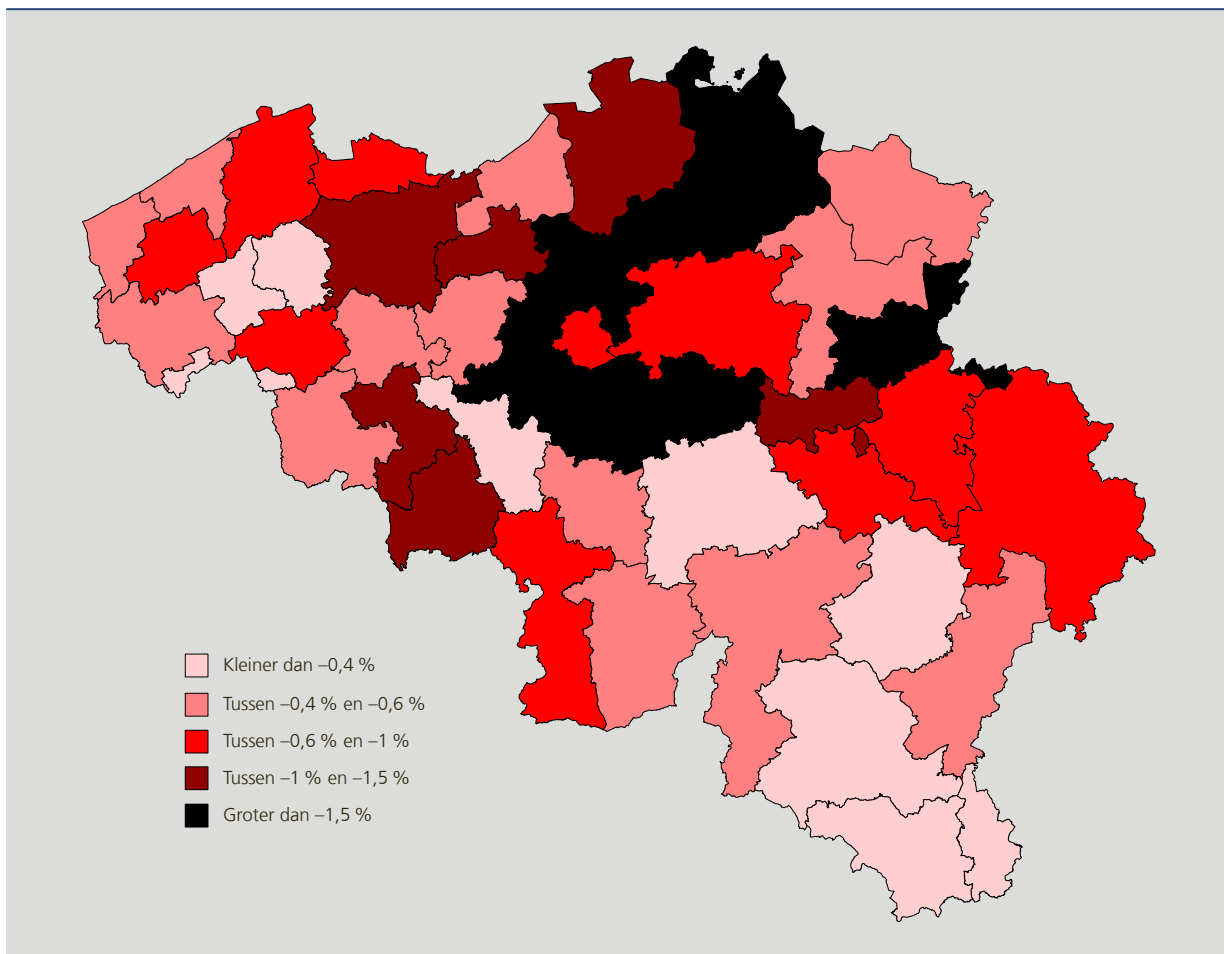 Kleiner dan –0,4 %
Tussen –0,4 % en –0,6 %
Tussen –0,6 % en –1 %
Tussen –1 % en –1,5 %
Groter dan –1,5 %